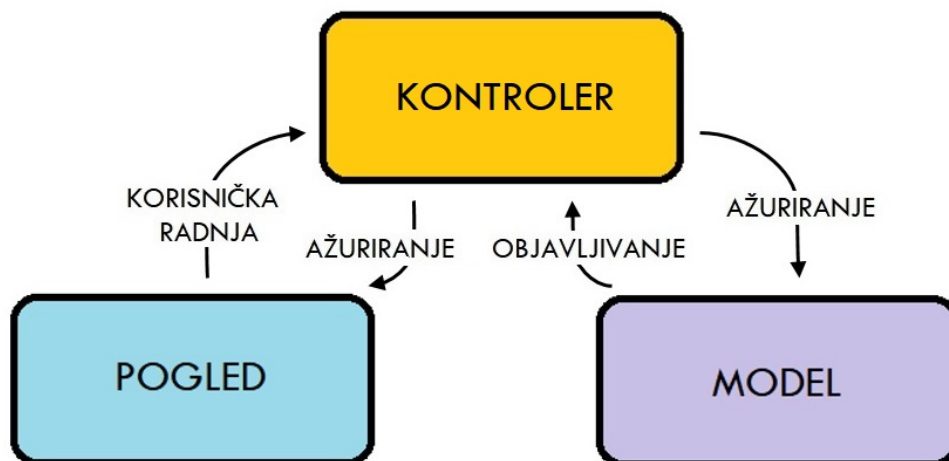 KONTROLER
KORISNIČKA
RADNJA
AŽURIRANJE
OBJAVLJIVANJE
AŽURIRANJE
POGLED
MODEL